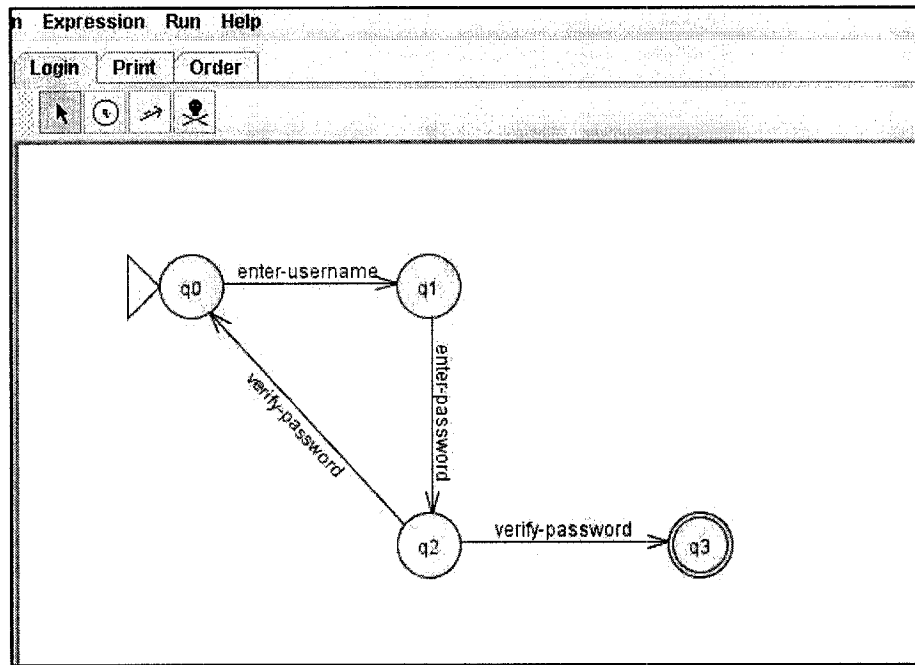 n Expression Run Help
Login Print Order
q0 enter-username q1
enter-password
verify-password
q2 verify-password q3